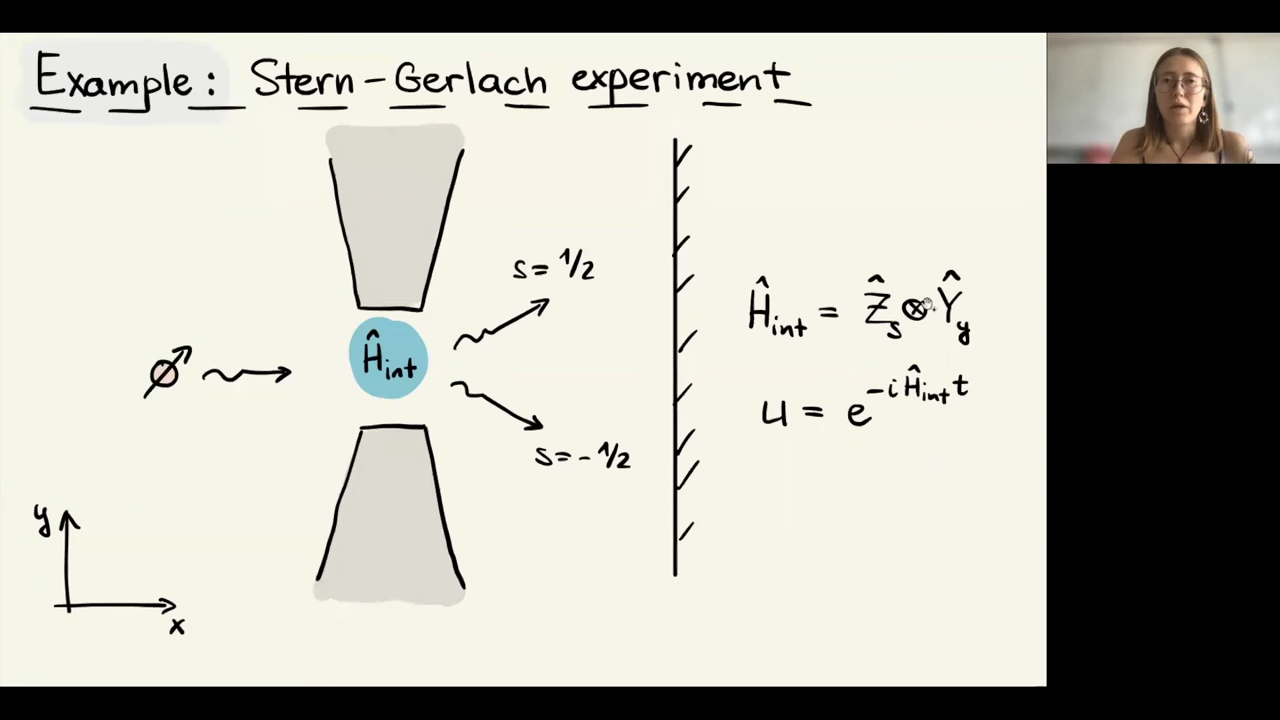 Example: Stern-Gerlach experiment
s= 1/2
Ĥint
Ĥint = Ẑs⊗Ŷy
U = e^-iĤint t
s= - 1/2
y
x